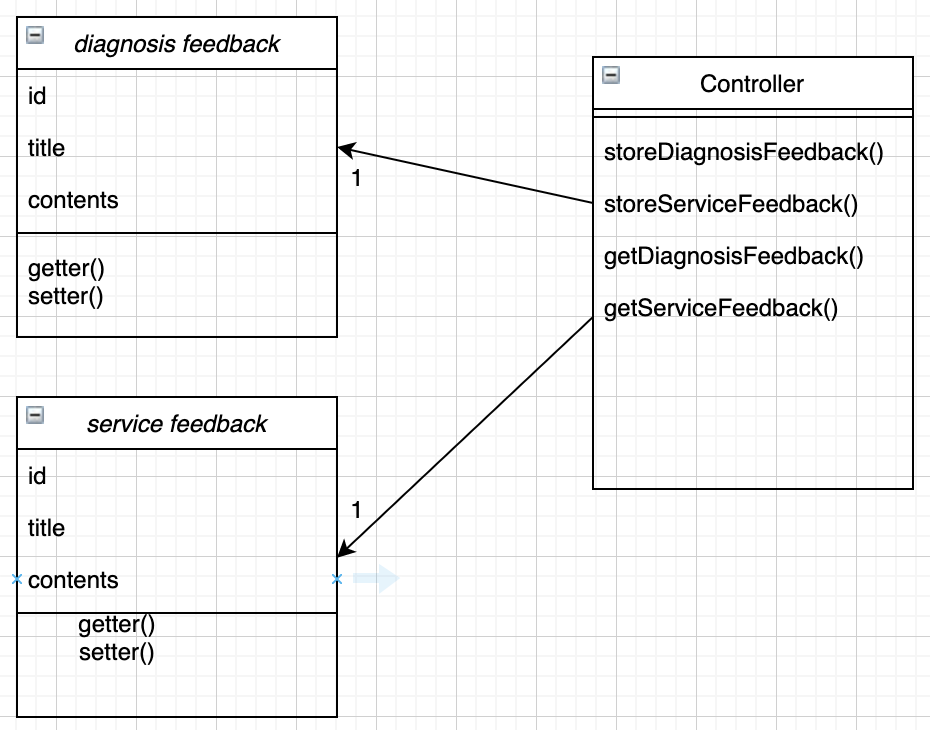 diagnosis feedback
id
title
contents
getter()
setter()
Controller
storeDiagnosisFeedback()
storeServiceFeedback()
getDiagnosisFeedback()
getServiceFeedback()
1
1
service feedback
id
title
contents
getter()
setter()